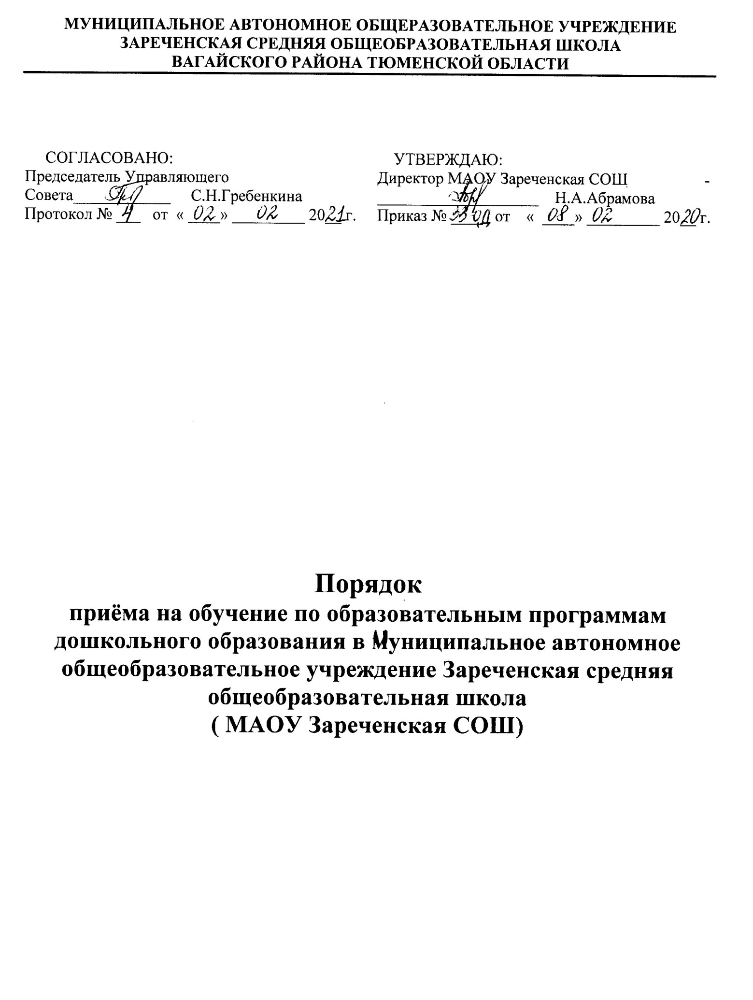 МУНИЦИПАЛЬНОЕ АВТОНОМНОЕ ОБЩЕРАЗОВАТЕЛЬНОЕ УЧРЕЖДЕНИЕ
ЗАРЕЧЕНСКАЯ СРЕДНЯЯ ОБЩЕОБРАЗОВАТЕЛЬНАЯ ШКОЛА
ВАГАЙСКОГО РАЙОНА ТЮМЕНСКОЙ ОБЛАСТИ
СОГЛАСОВАНО:
Председатель Управляющего
Совета С.Н.Гребенкина
Протокол № 4 от « 02 » 02 2021г.
УТВЕРЖДАЮ:
Директор МАОУ Зареченская СОШ -
Н.А.Абрамова
Приказ № 33 од от « 08 » 02 2020г.
Порядок
приёма на обучение по образовательным программам
дошкольного образования в Муниципальное автономное
общеобразовательное учреждение Зареченская средняя
общеобразовательная школа
( МАОУ Зареченская СОШ)